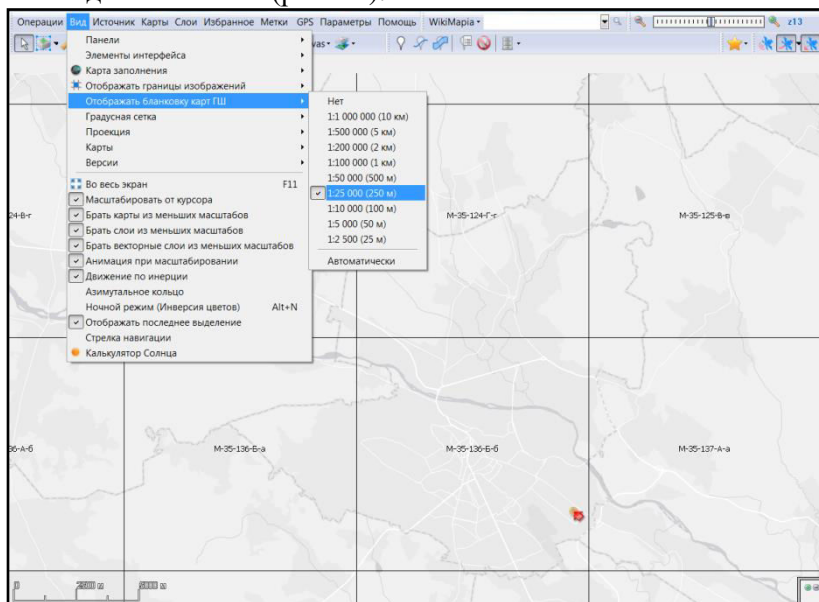 Операции Вид Источник Карты Слои Избранное Метки GPS Параметры Помощь WikiMapia z13
Панели
Элементы интерфейса
Карта заполнения
Отображать границы изображений
Отображать бланковку карт ГШ
Градусная сетка
Проекция
Карты
Версии
Во весь экран F11
Масштабировать от курсора
Брать карты из меньших масштабов
Брать слои из меньших масштабов
Брать векторные слои из меньших масштабов
Анимация при масштабировании
Движение по инерции
Азимутальное кольцо
Ночной режим (Инверсия цветов) Alt+N
Отображать последнее выделение
Стрелка навигации
Калькулятор Солнца
Нет
1:1 000 000 (10 км)
1:500 000 (5 км)
1:200 000 (2 км)
1:100 000 (1 км)
1:50 000 (500 м)
1:25 000 (250 м)
1:10 000 (100 м)
1:5 000 (50 м)
1:2 500 (25 м)
Автоматически
24-В-г M-35-124-Г-г M-35-125-В-в
36-А-б M-35-136-Б-а M-35-136-Б-б M-35-137-А-а